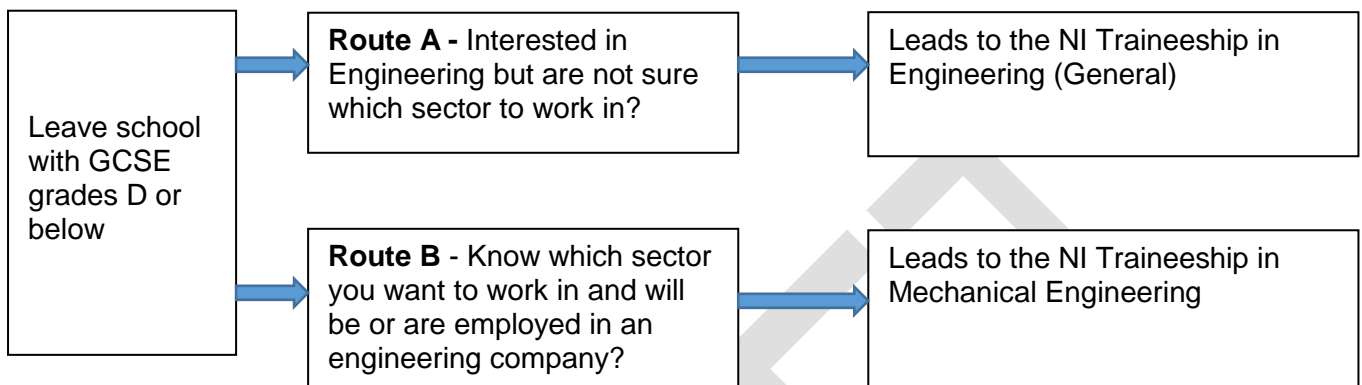 Leave school
with GCSE
grades D or
below
Route A - Interested in
Engineering but are not sure
which sector to work in?
Leads to the NI Traineeship in
Engineering (General)
Route B - Know which sector
you want to work in and will
be or are employed in an
engineering company?
Leads to the NI Traineeship in
Mechanical Engineering